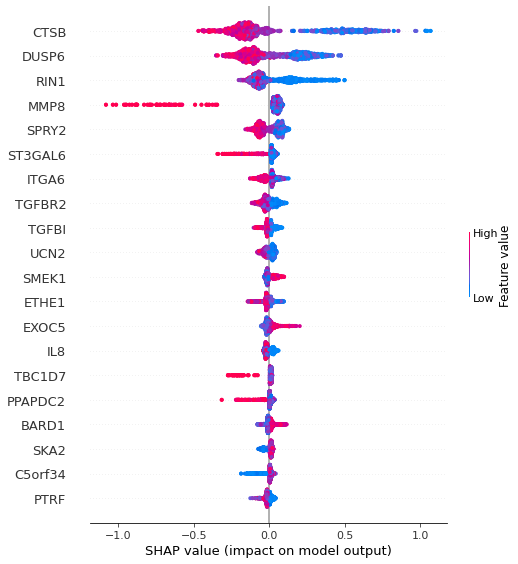 CTSB
DUSP6
RIN1
MMP8
SPRY2
ST3GAL6
ITGA6
TGFBR2
TGFBI
UCN2
SMEK1
ETHE1
EXOC5
IL8
TBC1D7
PPAPDC2
BARD1
SKA2
C5orf34
PTRF
−1.0 −0.5 0.0 0.5 1.0
SHAP value (impact on model output)
High
Low
Feature value